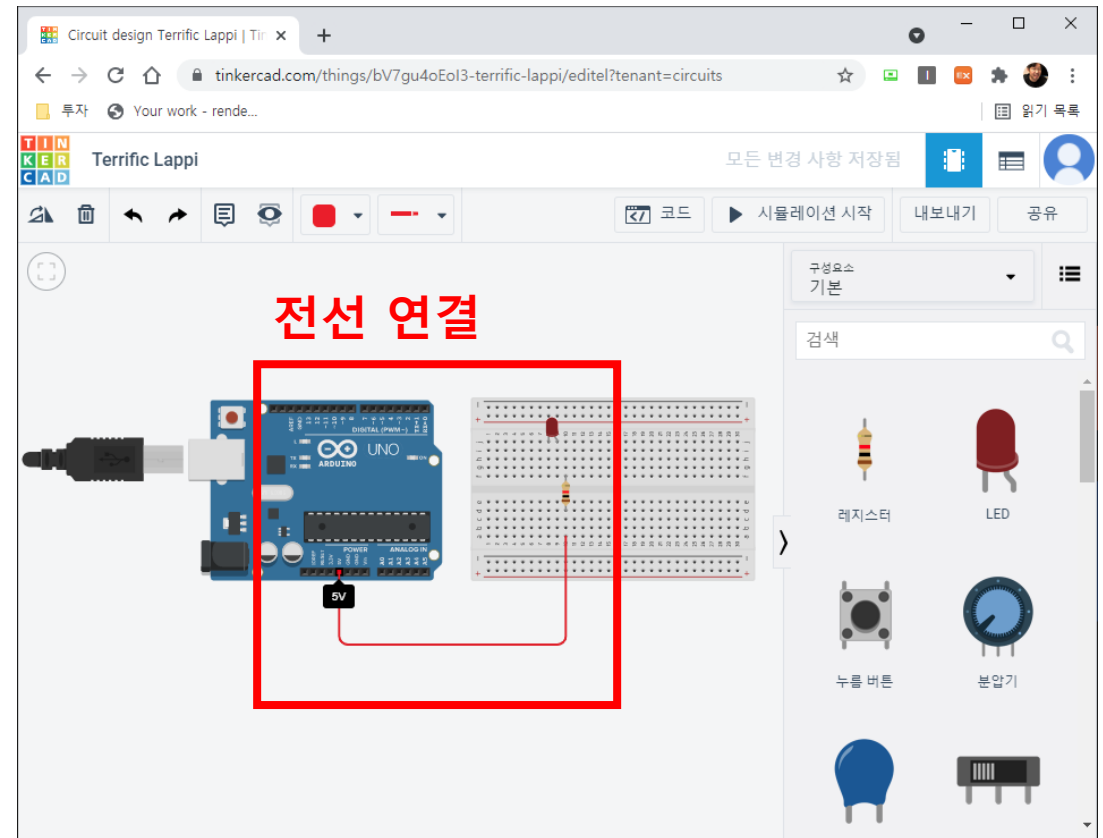 Circuit design Terrific Lappi | Tin
tinkercad.com/things/bV7gu4oEoI3-terrific-lappi/editel?tenant=circuits
투자 Your work - rende...
읽기 목록
TIN
KER
CAD
Terrific Lappi
모든 변경 사항 저장됨
코드
시뮬레이션 시작
내보내기
공유
구성요소
기본
검색
전선 연결
DIGITAL (PWM~)
UNO
ARDUINO
POWER
ANALOG IN
5V
레지스터
LED
누름 버튼
분압기